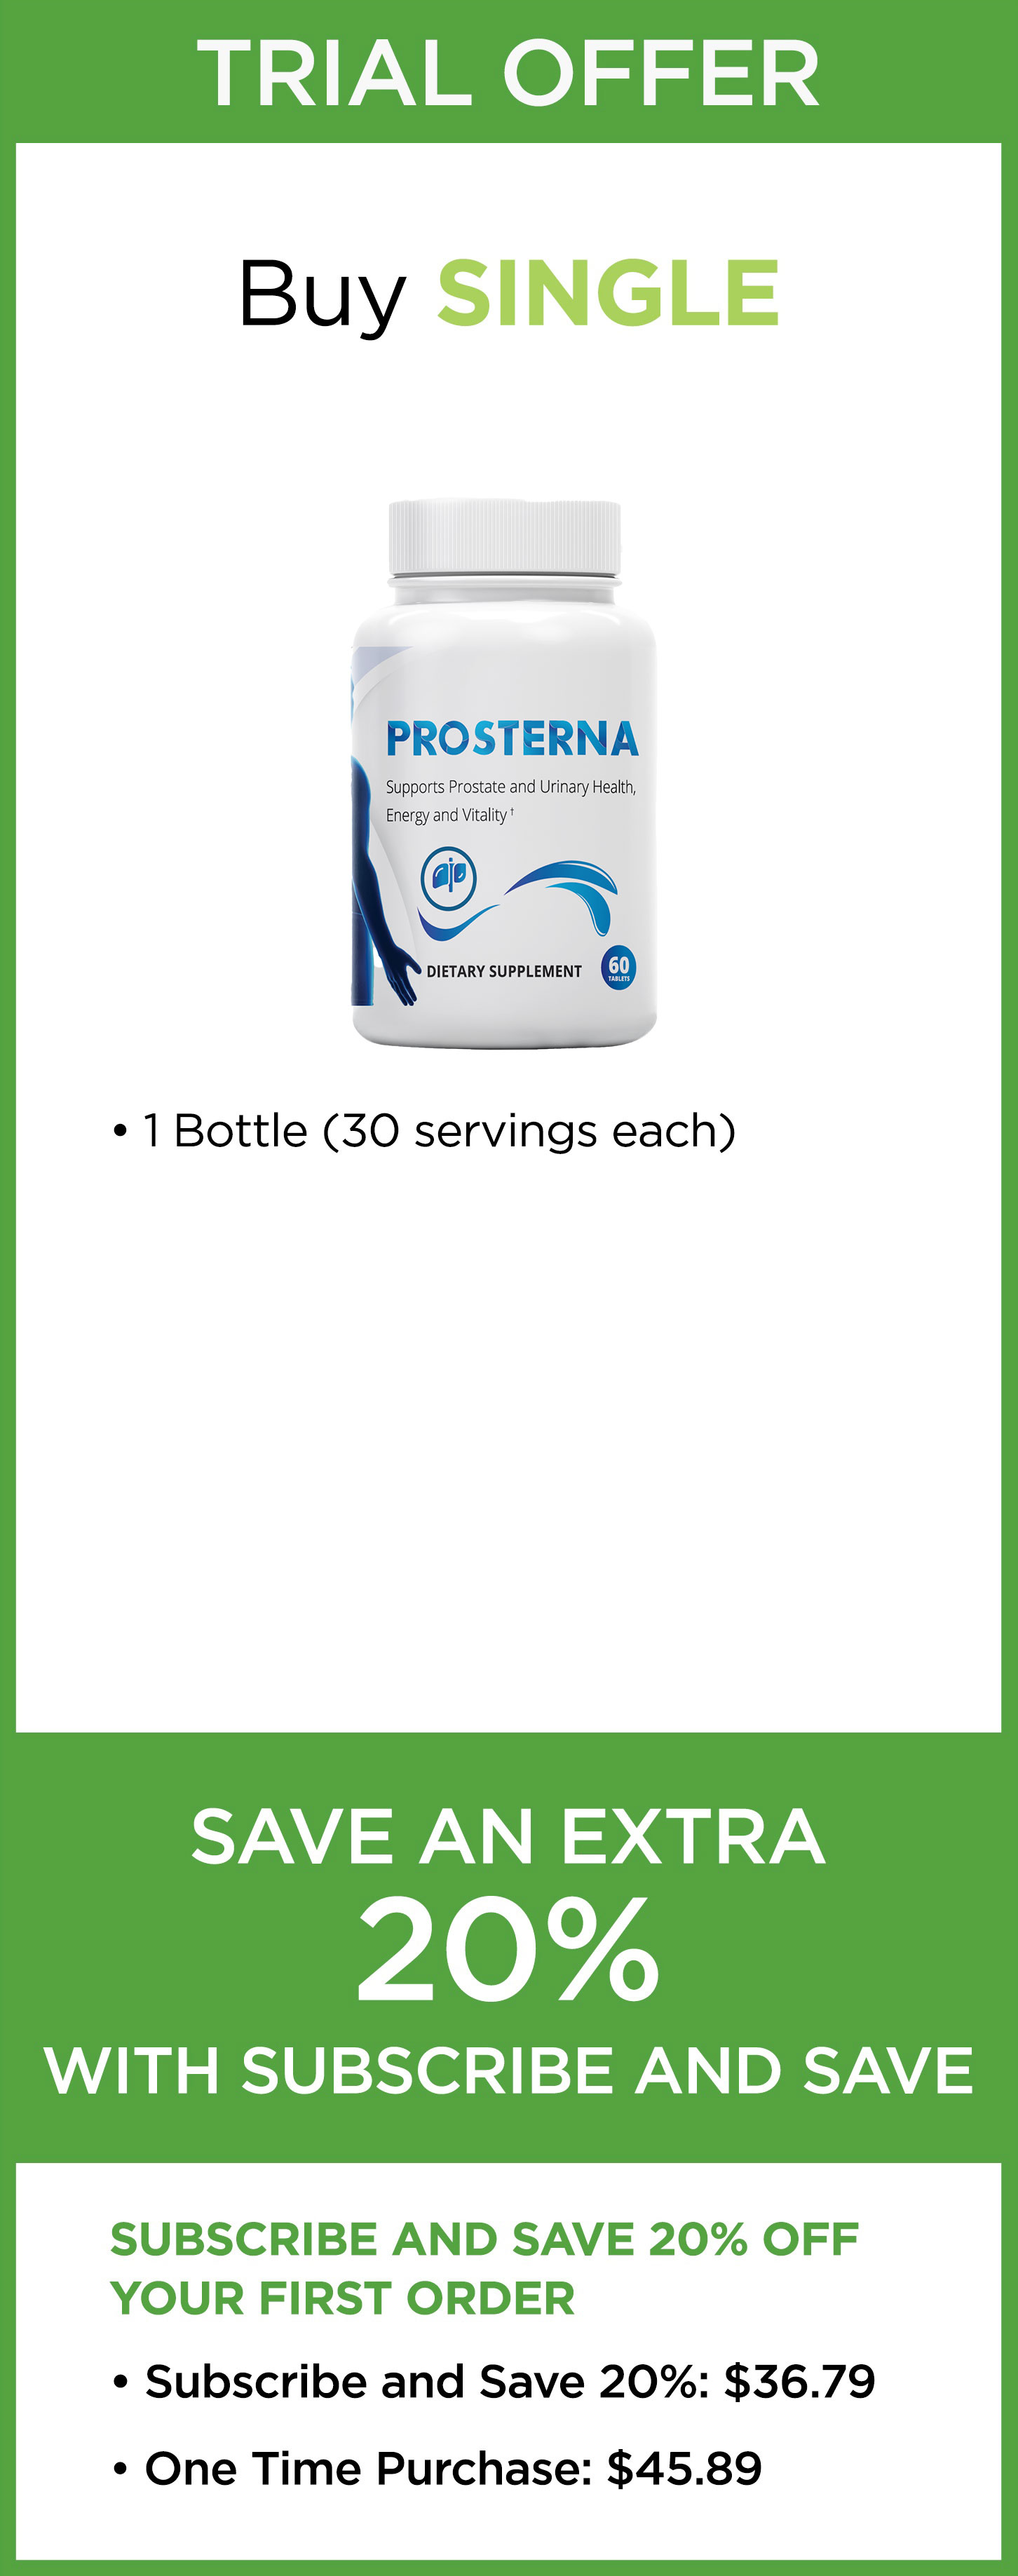 TRIAL OFFER
Buy SINGLE
PROSTERNA
Supports Prostate and Urinary Health,
Energy and Vitality †
DIETARY SUPPLEMENT
60
TABLETS
• 1 Bottle (30 servings each)
SAVE AN EXTRA
20%
WITH SUBSCRIBE AND SAVE
SUBSCRIBE AND SAVE 20% OFF
YOUR FIRST ORDER
• Subscribe and Save 20%: $36.79
• One Time Purchase: $45.89